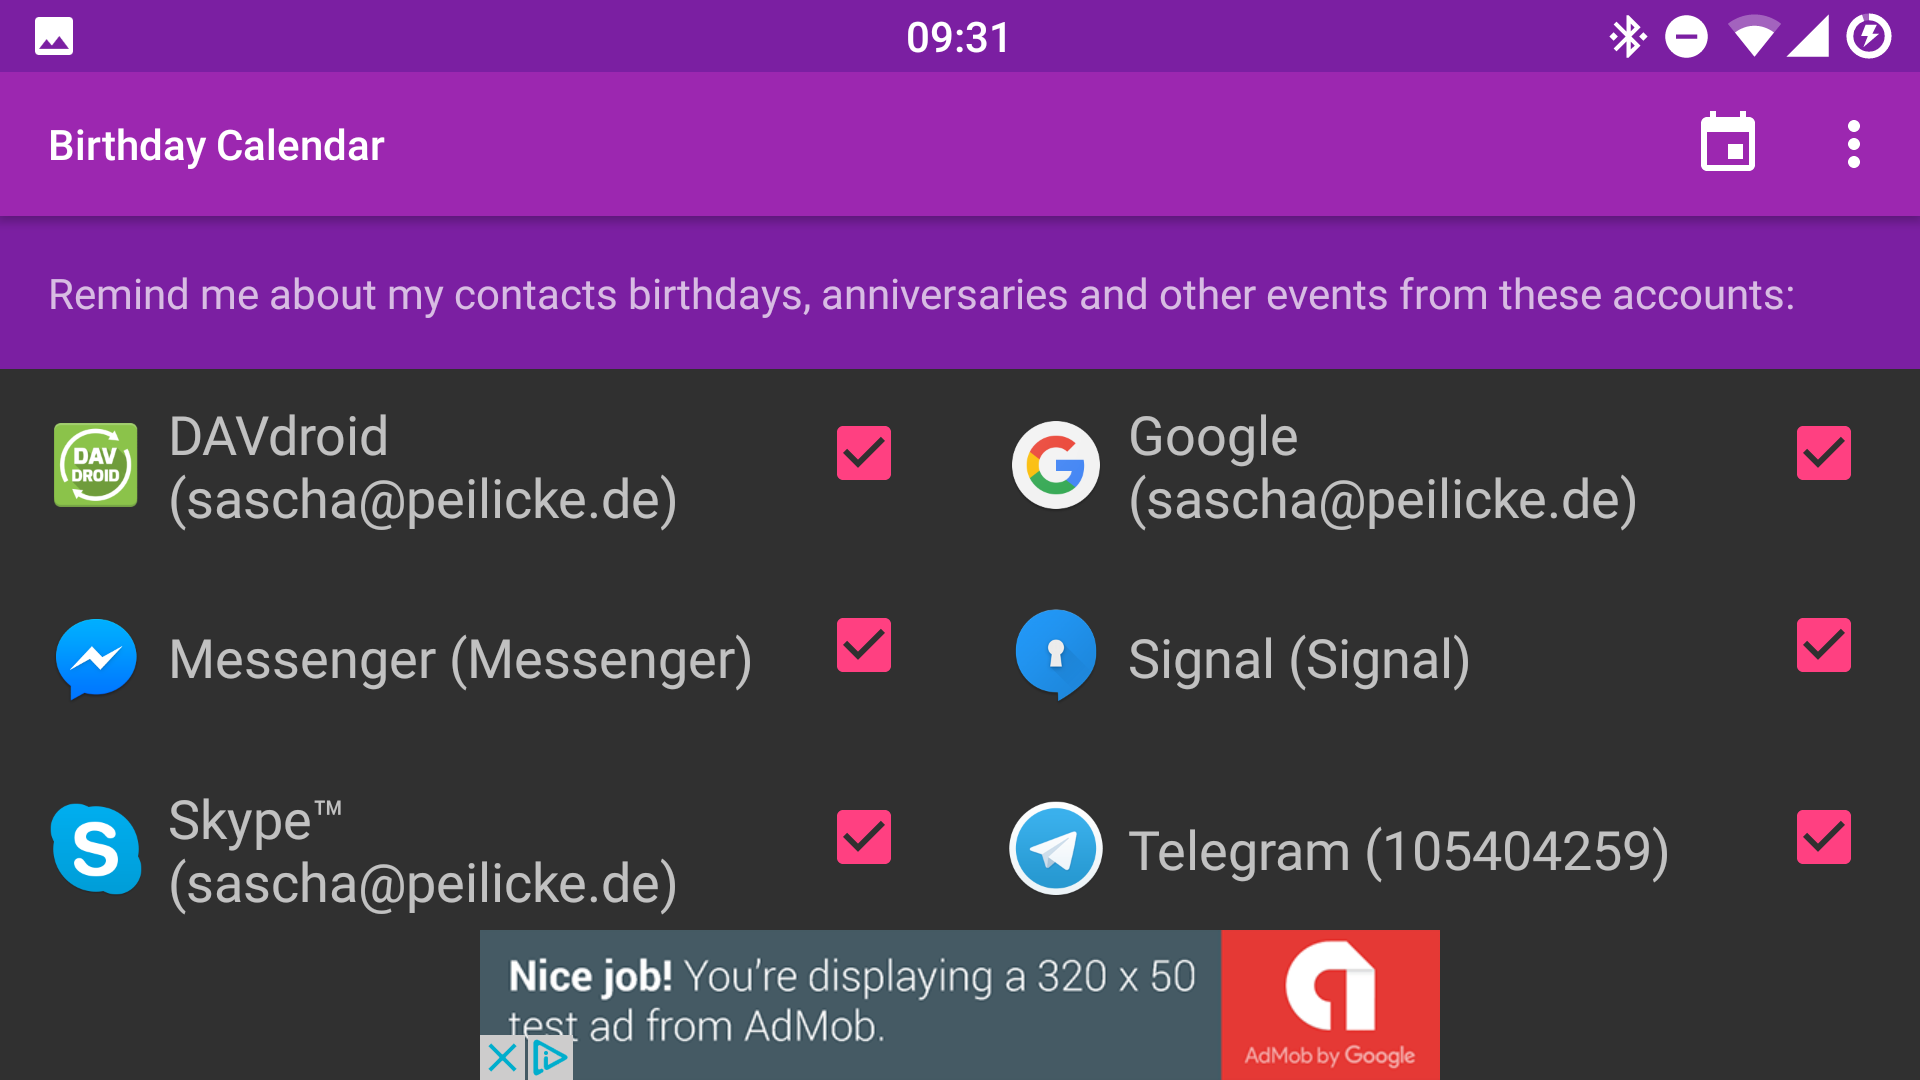 09:31
Birthday Calendar
Remind me about my contacts birthdays, anniversaries and other events from these accounts:
DAV
DROID
DAVdroid
(sascha@peilicke.de)
Google
(sascha@peilicke.de)
Messenger (Messenger)
Signal (Signal)
Skype™
(sascha@peilicke.de)
Telegram (105404259)
Nice job! You're displaying a 320 x 50
test ad from AdMob.
AdMob by Google